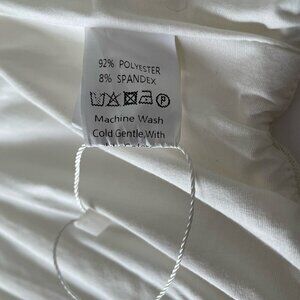 92% POLYESTER
8% SPANDEX
Machine Wash
Cold Gentle,With